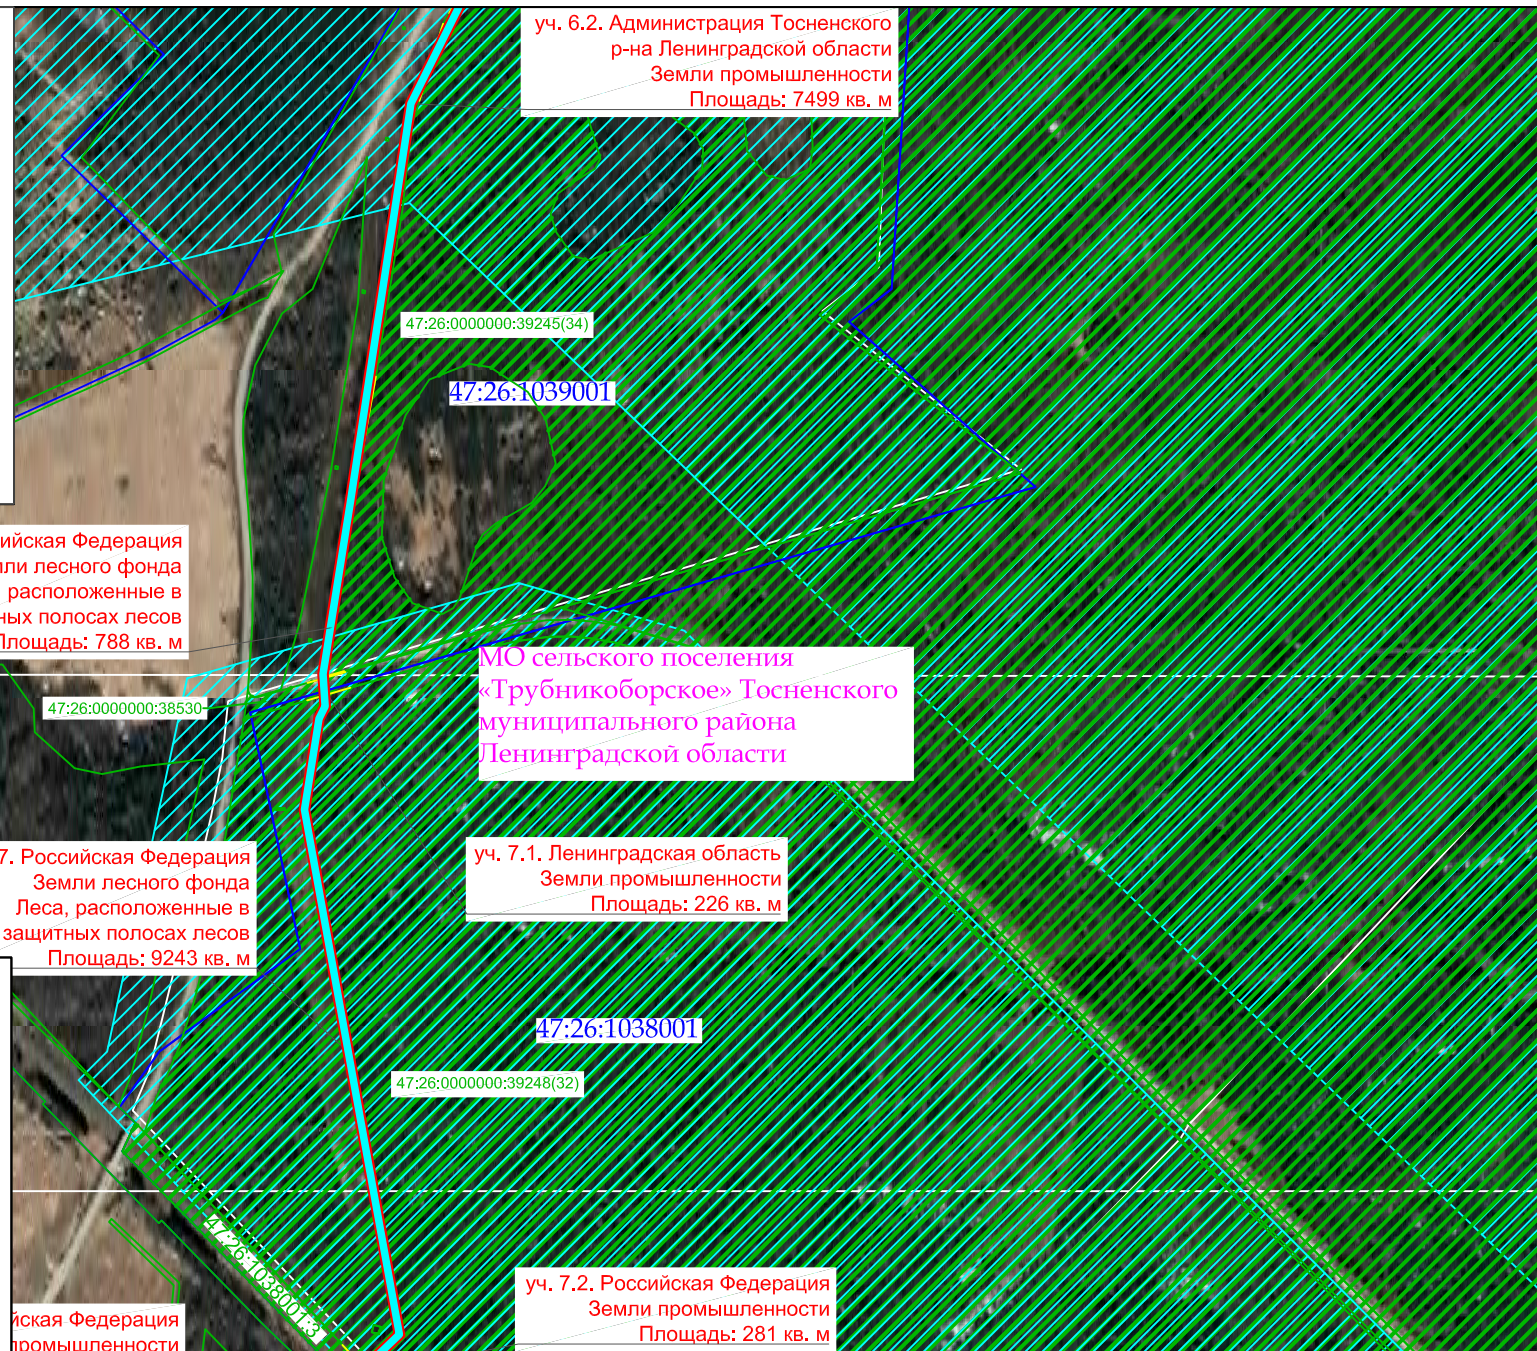 уч. 6.2. Администрация Тосненского
р-на Ленинградской области
Земли промышленности
Площадь: 7499 кв. м
47:26:0000000:39245(34)
47:26:1039001
Федерация
лесного фонда
расположенные в
полосах лесов
Площадь: 788 кв. м
МО сельского поселения
«Трубникоборское» Тосненского
муниципального района
Ленинградской области
47:26:0000000:38530
7. Российская Федерация
Земли лесного фонда
Леса, расположенные в
защитных полосах лесов
Площадь: 9243 кв. м
уч. 7.1. Ленинградская область
Земли промышленности
Площадь: 226 кв. м
47:26:1038001
47:26:0000000:39248(32)
47:26:1038001:3
уч. 7.2. Российская Федерация
Земли промышленности
Площадь: 281 кв. м
Федерация
промышленности